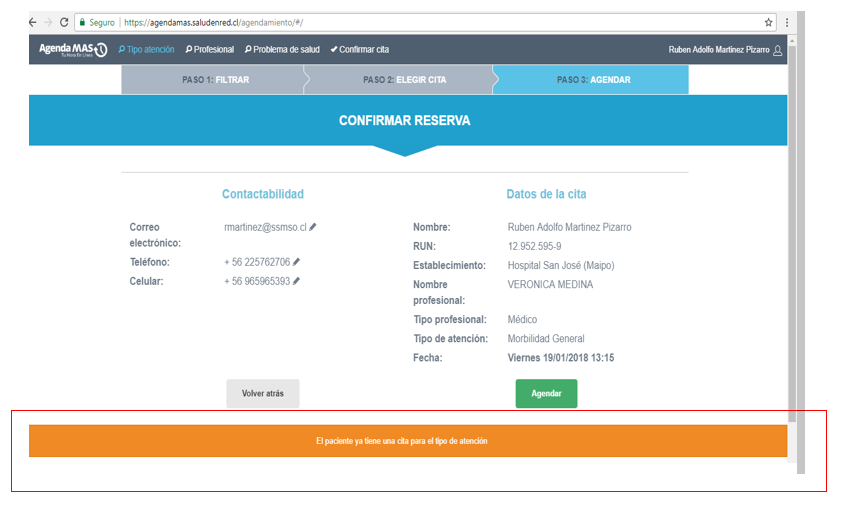 Seguro | https://agendamas.saludenred.cl/agendamiento/#/
Agenda MAS Tipo atención Profesional Problema de salud Confirmar cita Ruben Adolfo Martinez Pizarro
Tu Hora En Línea
PASO 1: FILTRAR PASO 2: ELEGIR CITA PASO 3: AGENDAR
CONFIRMAR RESERVA
Contactabilidad
Correo electrónico: rmartinez@ssmso.cl
Teléfono: + 56 225762706
Celular: + 56 965965393
Datos de la cita
Nombre: Ruben Adolfo Martinez Pizarro
RUN: 12.952.595-9
Establecimiento: Hospital San José (Maipo)
Nombre profesional: VERONICA MEDINA
Tipo profesional: Médico
Tipo de atención: Morbilidad General
Fecha: Viernes 19/01/2018 13:15
Volver atrás Agendar
El paciente ya tiene una cita para el tipo de atención